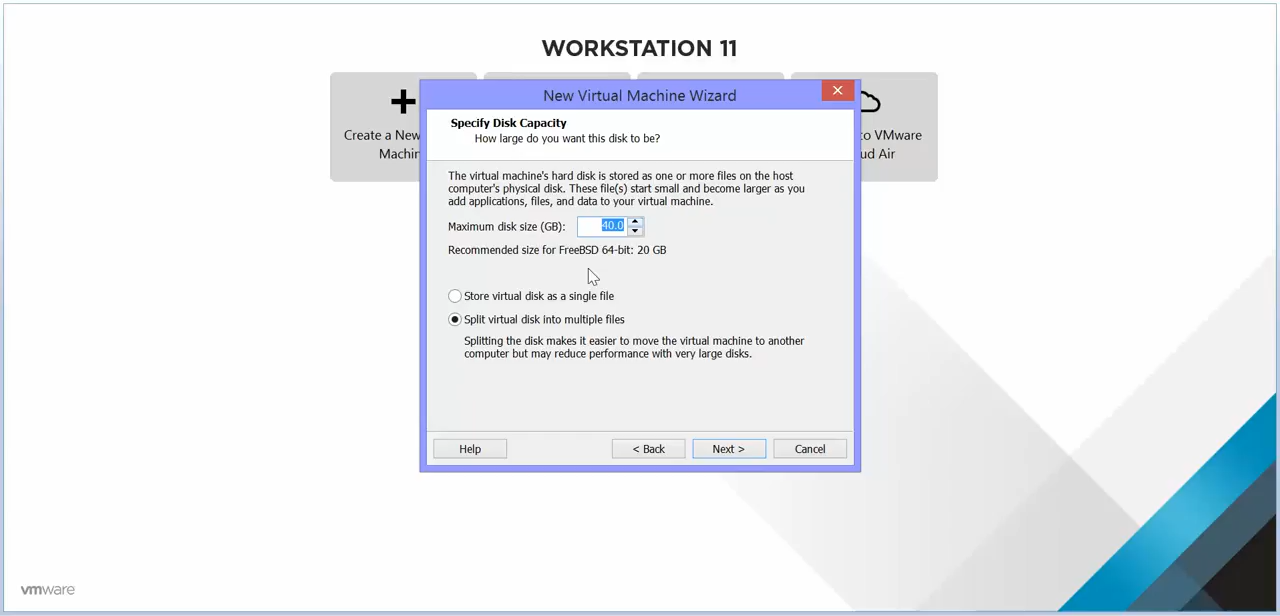 WORKSTATION 11
Create a New
Machin
to VMware
ud Air
New Virtual Machine Wizard
Specify Disk Capacity
How large do you want this disk to be?
The virtual machine's hard disk is stored as one or more files on the host
computer's physical disk. These file(s) start small and become larger as you
add applications, files, and data to your virtual machine.
Maximum disk size (GB): 40.0
Recommended size for FreeBSD 64-bit: 20 GB
Store virtual disk as a single file
Split virtual disk into multiple files
Splitting the disk makes it easier to move the virtual machine to another
computer but may reduce performance with very large disks.
Help < Back Next > Cancel
vmware